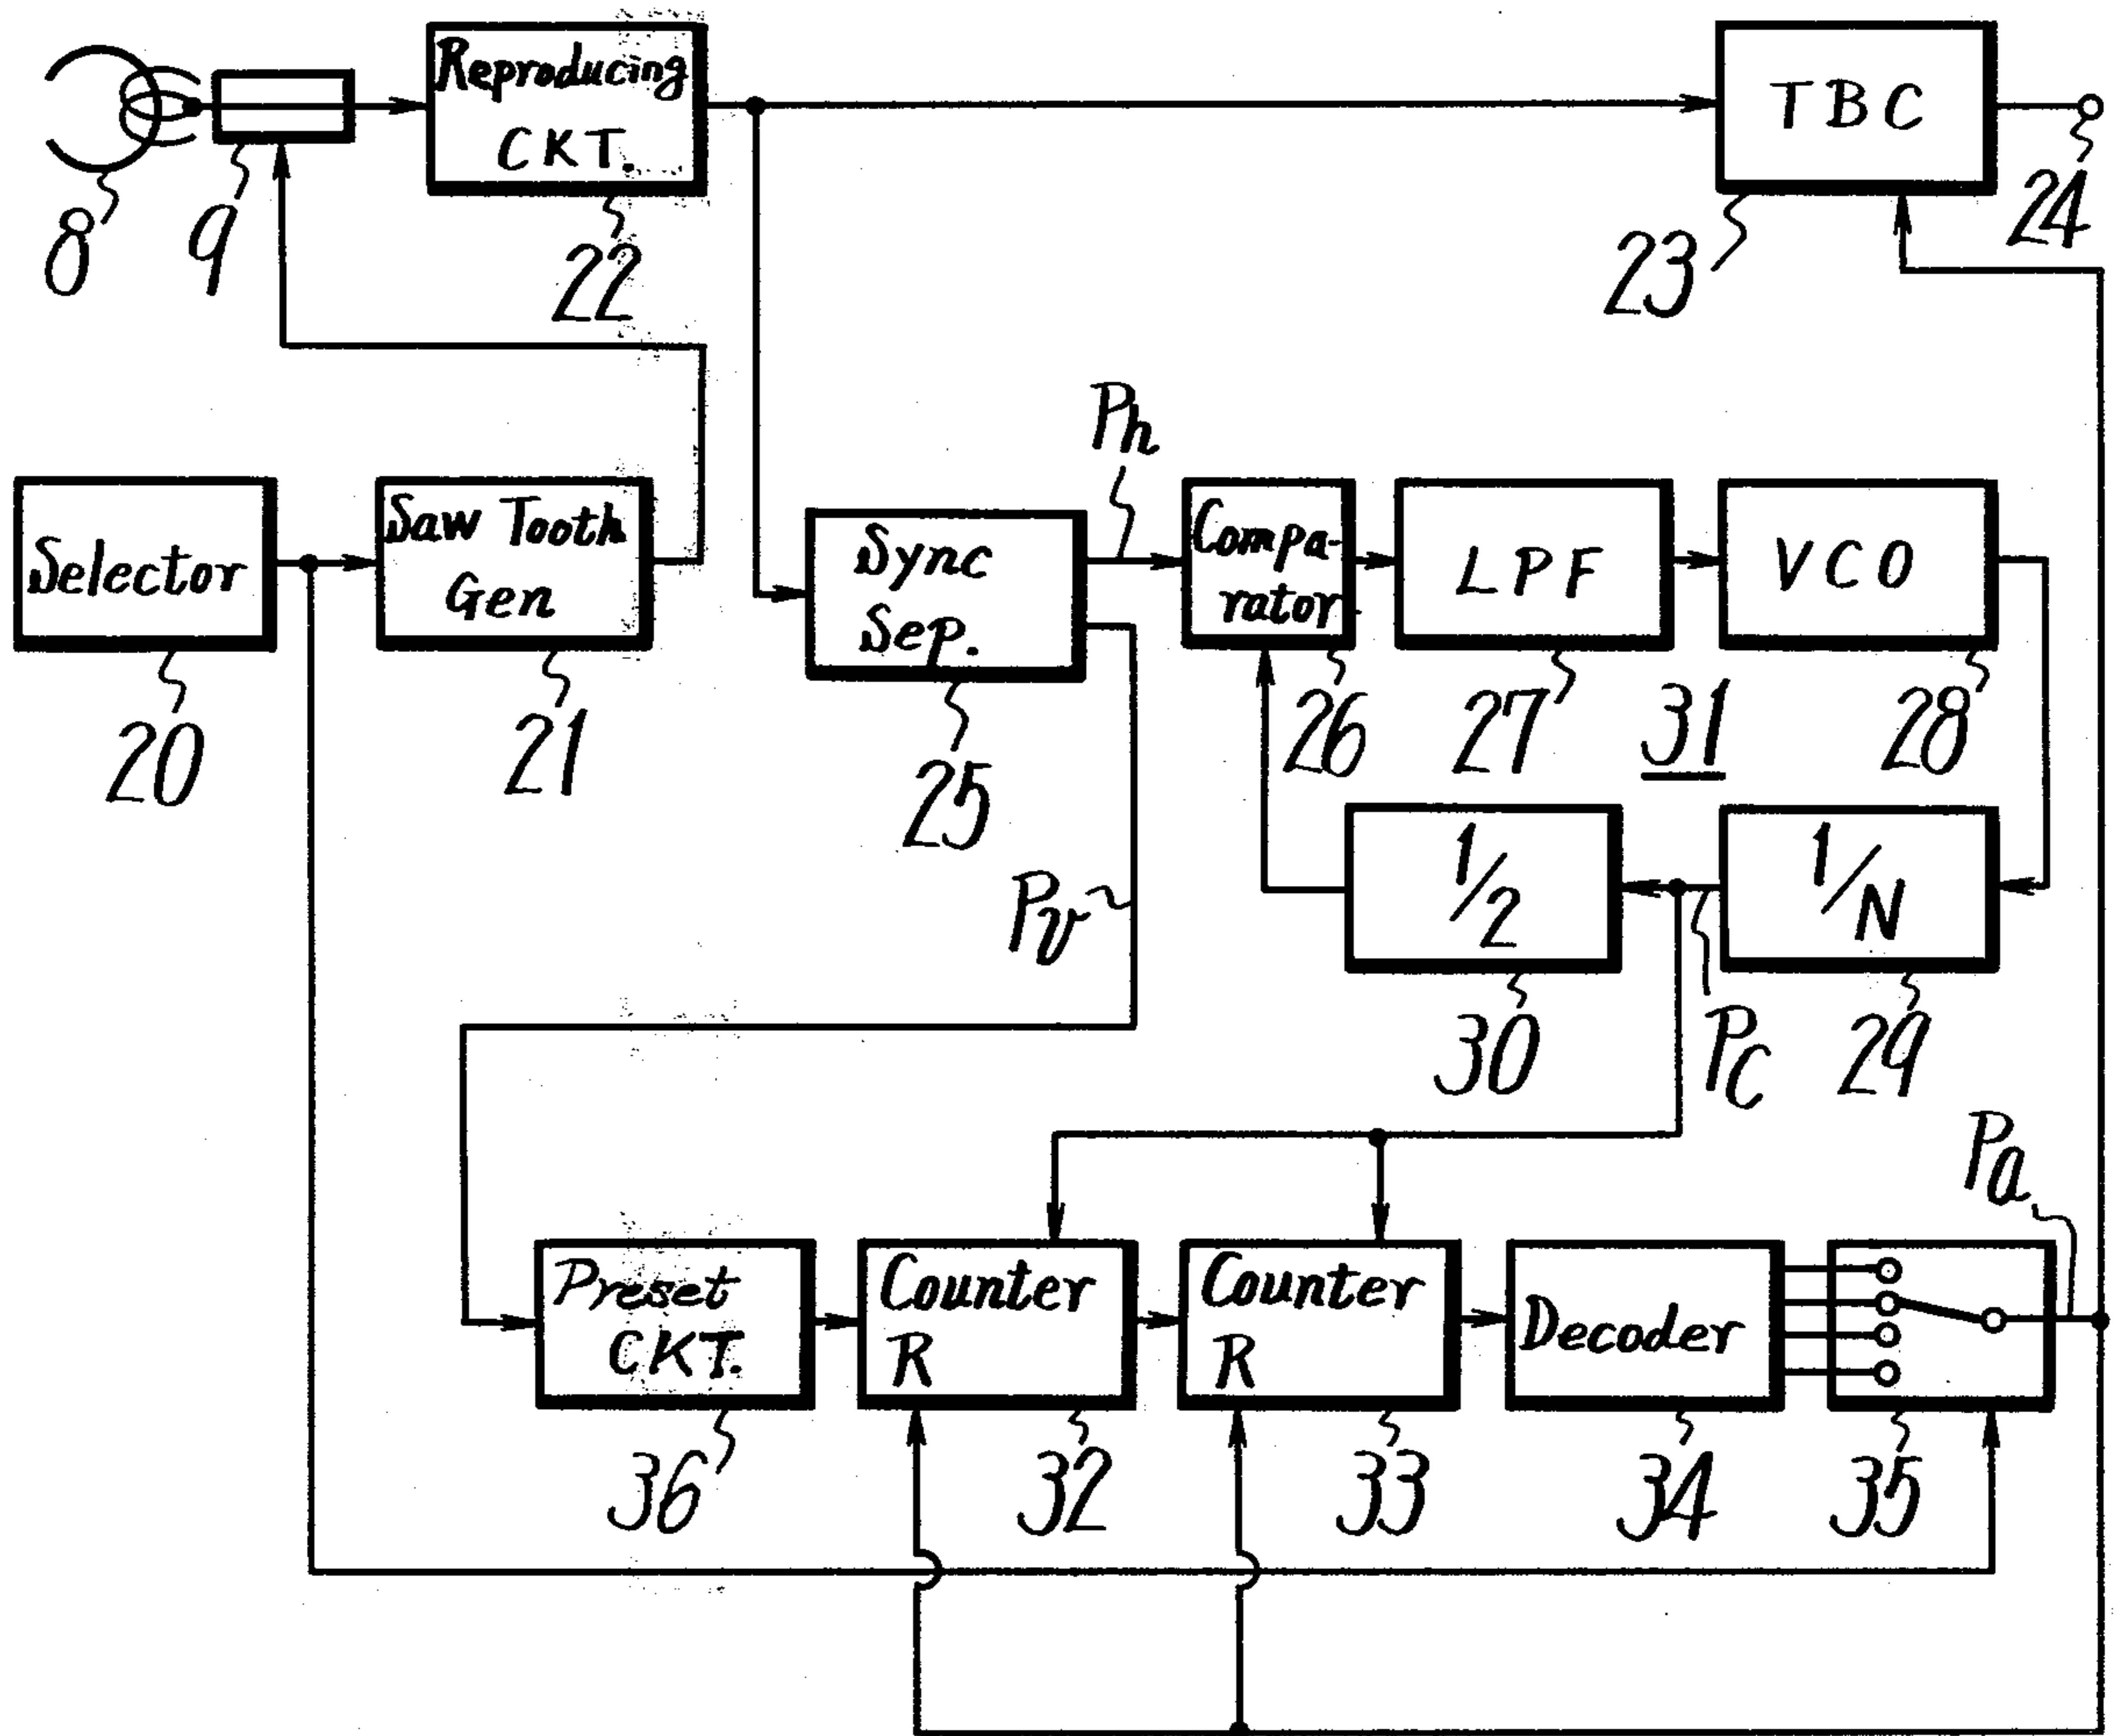 Reproducing
CKT.
TBC
8
9
22
23
24
Ph
Selector
Saw Tooth
Gen
Sync
Sep.
Compa-
rator
LPF
VCO
20
21
25
26
27
31
28
Pv
1/2
1/N
30
Pc
29
Pa
Preset
CKT.
Counter
R
Counter
R
Decoder
36
32
33
34
35